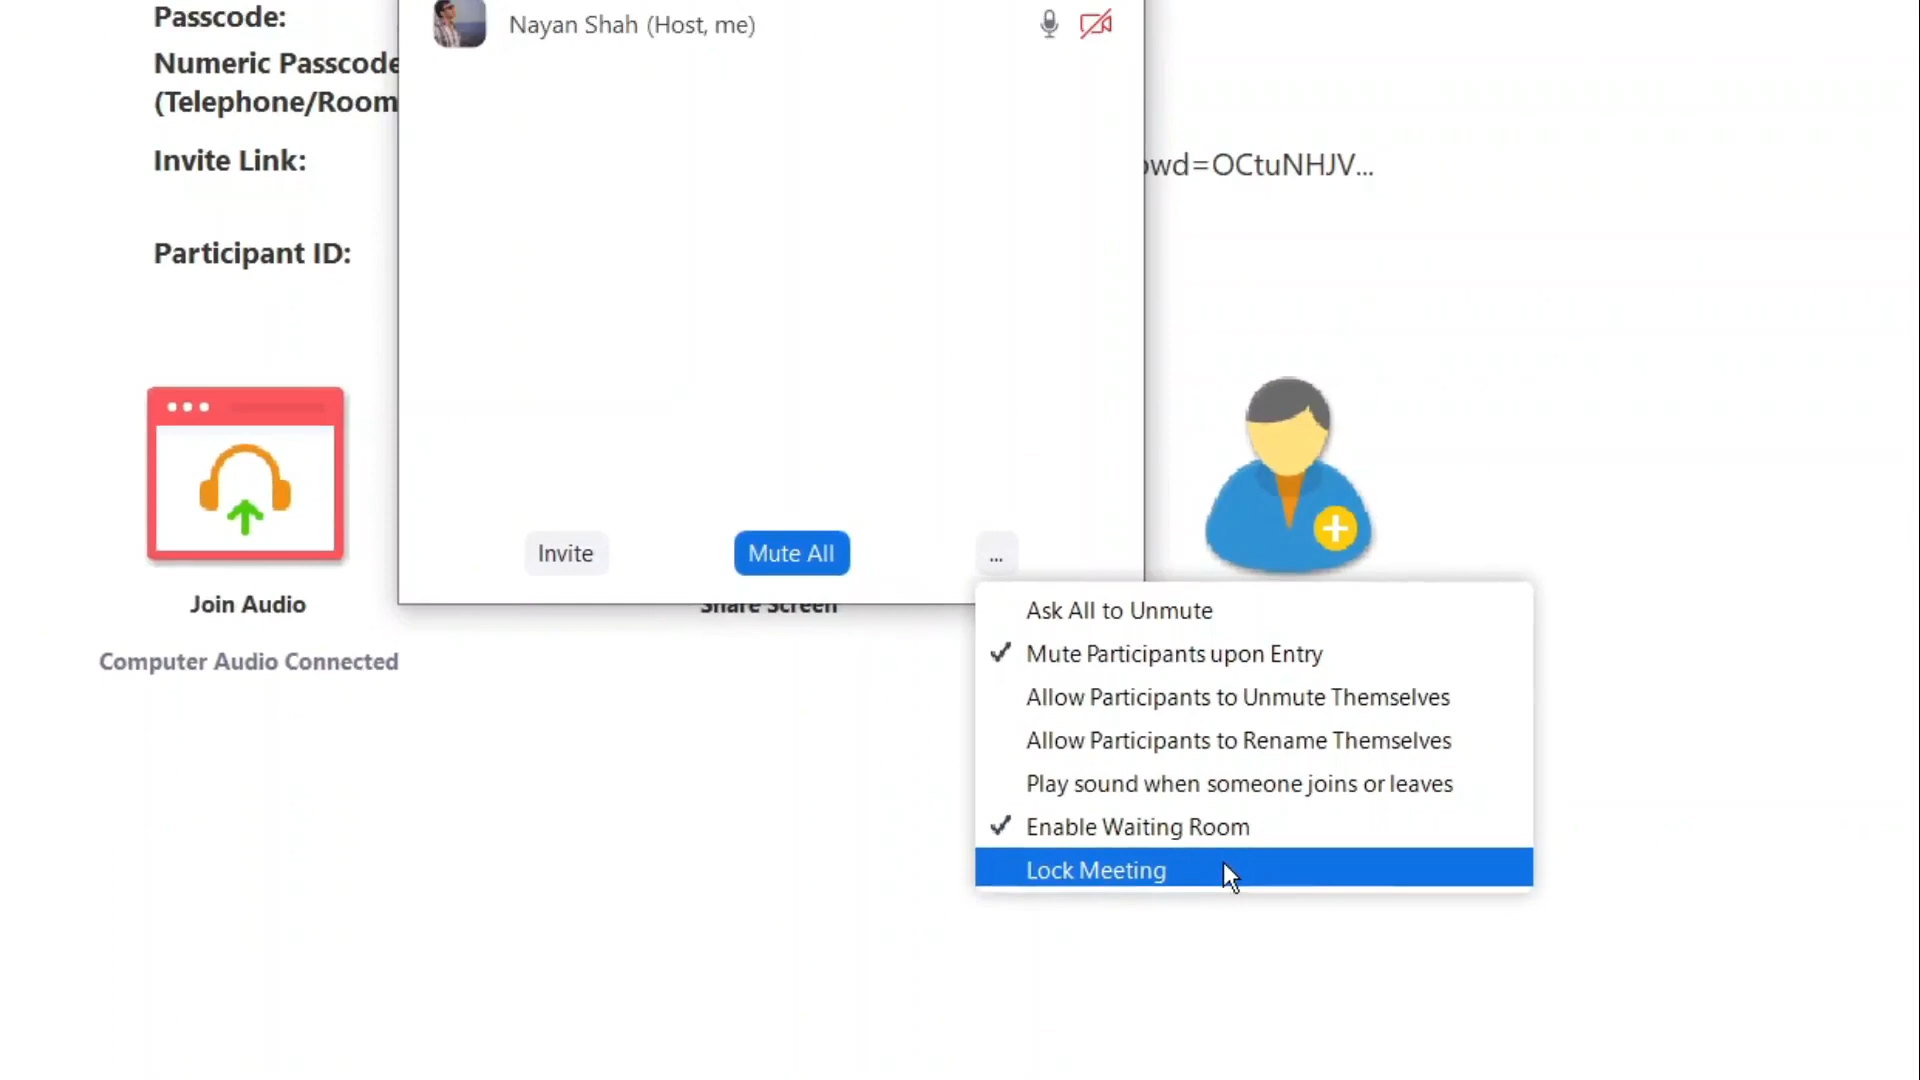 Passcode:
Nayan Shah (Host, me)
Numeric Passcode
(Telephone/Room
Invite Link:
wd=OCtuNHJV...
Participant ID:
Invite
Mute All
...
Join Audio
Share Screen
Computer Audio Connected
Ask All to Unmute
Mute Participants upon Entry
Allow Participants to Unmute Themselves
Allow Participants to Rename Themselves
Play sound when someone joins or leaves
Enable Waiting Room
Lock Meeting